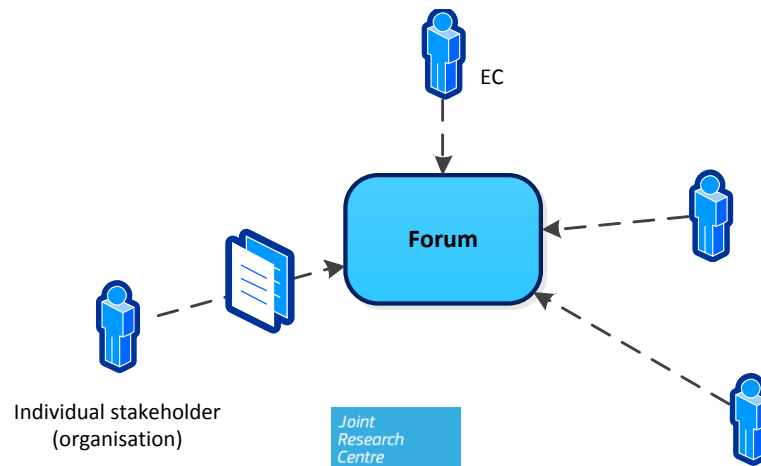 EC
Forum
Individual stakeholder
(organisation)
Joint
Research
Centre